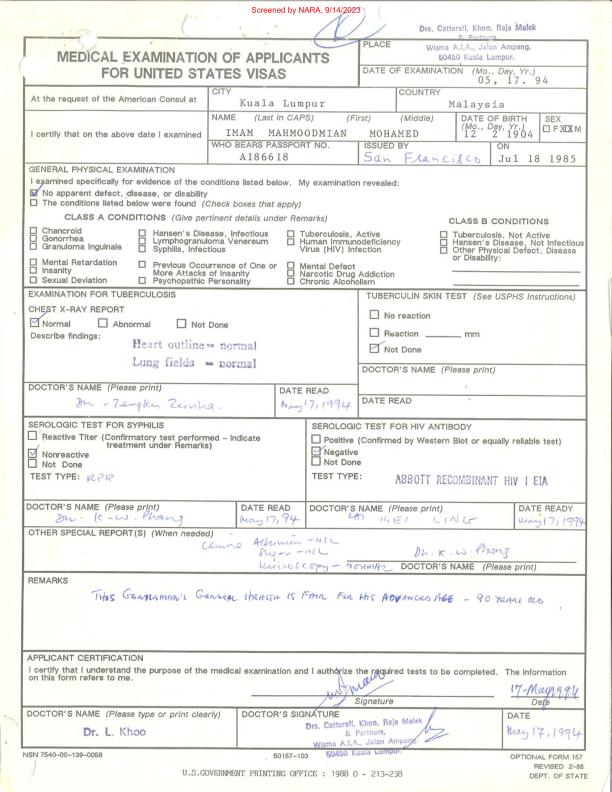 Screened by NARA, 9/14/2023
Drs. Catterall, Khoo, Raja Malek
& Partners,
Wisma A.I.A., Jalan Ampang,
50450 Kuala Lumpur.
MEDICAL EXAMINATION OF APPLICANTS
FOR UNITED STATES VISAS
PLACE
DATE OF EXAMINATION (Mo., Day, Yr.)
05, 17. 94
At the request of the American Consul at
CITY
Kuala Lumpur
COUNTRY
Malaysia
I certify that on the above date I examined
NAME (Last in CAPS) (First) (Middle)
IMAM MAHMOODMIAN MOHAMED
DATE OF BIRTH
(Mo., Day, Yr.)
12 2 1904
SEX
F XX M
WHO BEARS PASSPORT NO.
A186618
ISSUED BY
San Francisco
ON
Jul 18 1985
GENERAL PHYSICAL EXAMINATION
I examined specifically for evidence of the conditions listed below. My examination revealed:
No apparent defect, disease, or disability
The conditions listed below were found (Check boxes that apply)
CLASS A CONDITIONS (Give pertinent details under Remarks)
Chancroid
Gonorrhea
Granuloma Inguinale
Hansen's Disease, Infectious
Lymphogranuloma Venereum
Syphilis, Infectious
Tuberculosis, Active
Human Immunodeficiency
Virus (HIV) Infection
Mental Retardation
Insanity
Sexual Deviation
Previous Occurrence of One or
More Attacks of Insanity
Psychopathic Personality
Mental Defect
Narcotic Drug Addiction
Chronic Alcoholism
CLASS B CONDITIONS
Tuberculosis, Not Active
Hansen's Disease, Not Infectious
Other Physical Defect, Disease
or Disability:
EXAMINATION FOR TUBERCULOSIS
CHEST X-RAY REPORT
Normal Abnormal Not Done
Describe findings:
Heart outline = normal
Lung fields = normal
DOCTOR'S NAME (Please print)
DATE READ
May 17, 1994
TUBERCULIN SKIN TEST (See USPHS Instructions)
No reaction
Reaction mm
Not Done
DOCTOR'S NAME (Please print)
DATE READ
SEROLOGIC TEST FOR SYPHILIS
Reactive Titer (Confirmatory test performed – indicate
treatment under Remarks)
Nonreactive
Not Done
TEST TYPE: RPR
DOCTOR'S NAME (Please print)
Dr. K. W. Phang
DATE READ
May 17, 94
SEROLOGIC TEST FOR HIV ANTIBODY
Positive (Confirmed by Western Blot or equally reliable test)
Negative
Not Done
TEST TYPE: ABBOTT RECOMBINANT HIV 1 EIA
DOCTOR'S NAME (Please print)
LAI MEI LING
DATE READY
May 17, 1994
OTHER SPECIAL REPORT(S) (When needed)
Urine Albumin - NIL
Sugar - NIL
Microscopy - NORMAL
Dr. K. W. Phang
DOCTOR'S NAME (Please print)
REMARKS
THIS GENTLEMAN'S GENERAL HEALTH IS FAIR FOR HIS ADVANCED AGE - 90 YEARS OLD
APPLICANT CERTIFICATION
I certify that I understand the purpose of the medical examination and I authorize the required tests to be completed. The information
on this form refers to me.
Signature
17-May 1994
Date
DOCTOR'S NAME (Please type or print clearly)
Dr. L. Khoo
DOCTOR'S SIGNATURE
Drs. Catterall, Khoo, Raja Malek
& Partners,
Wisma A.I.A., Jalan Ampang,
50450 Kuala Lumpur.
DATE
May 17, 1994
NSN 7540-00-139-0058
50157-103
OPTIONAL FORM 157
REVISED 2-88
DEPT. OF STATE
U.S.GOVERNMENT PRINTING OFFICE : 1988 O - 213-238